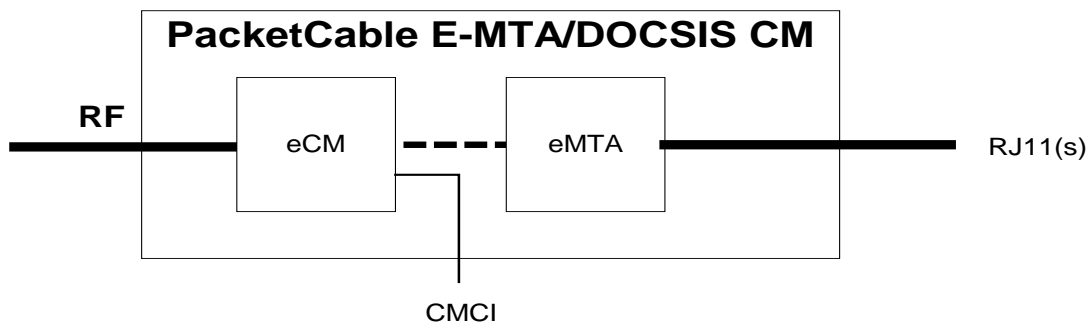 PacketCable E-MTA/DOCSIS CM
RF
eCM
eMTA
RJ11(s)
CMCI